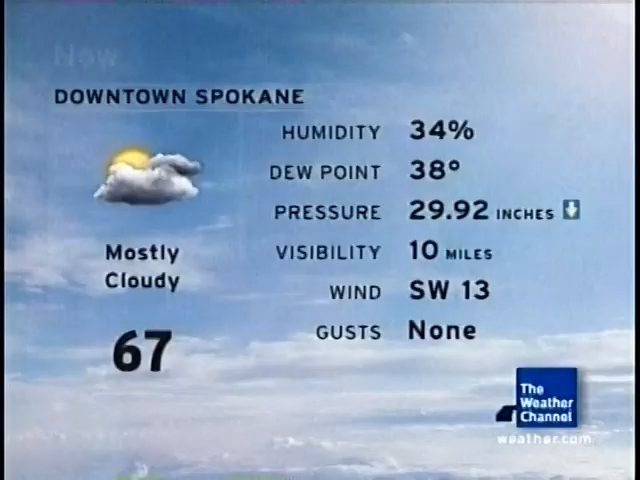 Now
DOWNTOWN SPOKANE
HUMIDITY 34%
DEW POINT 38°
PRESSURE 29.92 INCHES
VISIBILITY 10 MILES
WIND SW 13
GUSTS None
Mostly
Cloudy
67
The
Weather
Channel
weather.com